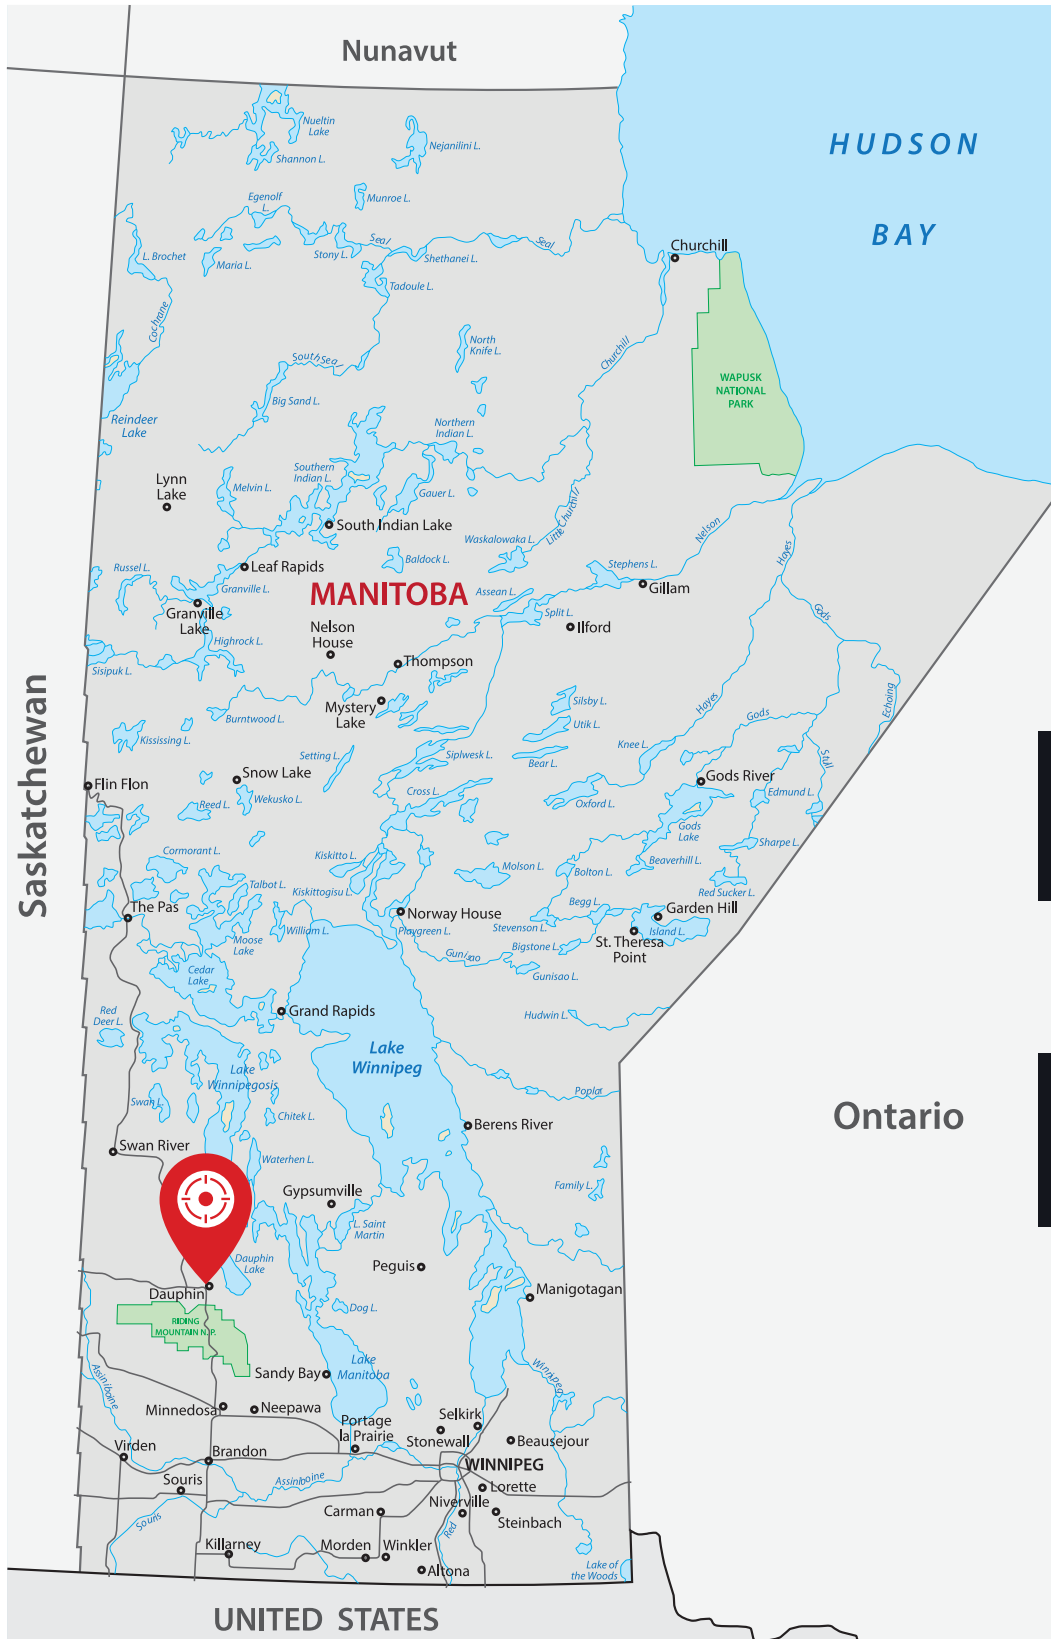 Nunavut
Nueltin
Lake
Nejanilini L.
Shannon L.
HUDSON
BAY
Egenolf
L.
Munroe L.
Seal
Seal
Churchill
L. Brochet
Maria L.
Stony L.
Shethanei L.
Tadoule L.
Cochrane
North
Knife L.
Churchill
South Sea
WAPUSK
NATIONAL
PARK
Big Sand L.
Reindeer
Lake
Northern
Indian L.
Lynn
Lake
Southern
Indian L.
Melvin L.
Gauer L.
Little Churchill
South Indian Lake
Nelson
Hayes
Waskalowaka L.
Russel L.
Leaf Rapids
Baldock L.
Stephens L.
Granville L.
MANITOBA
Assean L.
Gillam
Granville
Lake
Split L.
Ilford
Gods
Nelson
House
Highrock L.
Thompson
Sisipuk L.
Saskatchewan
Mystery
Lake
Silsby L.
Hayes
Gods
Echoing
Burntwood L.
Utik L.
Kississing L.
Setting L.
Siplwesk L.
Bear L.
Knee L.
Stull
Flin Flon
Snow Lake
Gods River
Reed L.
Wekusko L.
Cross L.
Oxford L.
Edmund L.
Gods
Lake
Cormorant L.
Kiskitto L.
Sharpe L.
Talbot L.
Kiskittogisu L.
Molson L.
Bolton L.
Beaverhill L.
Red Sucker L.
The Pas
Norway House
Begg L.
Garden Hill
Moose
Lake
William L.
Playgreen L.
Stevenson L.
Island L.
St. Theresa
Point
Bigstone L.
Gunisao
Cedar
Lake
Gunisao L.
Red
Deer L.
Grand Rapids
Hudwin L.
Lake
Winnipeg
Lake
Winnipegosis
Poplar
Swan L.
Chitek L.
Berens River
Ontario
Swan River
Waterhen L.
Family L.
Gypsumville
L. Saint
Martin
Dauphin
Lake
Peguis
Dauphin
Manigotagan
Dog L.
RIDING
MOUNTAIN N.P.
Lake
Manitoba
Sandy Bay
Winnipeg
Assiniboine
Minnedosa
Neepawa
Portage
la Prairie
Selkirk
Stonewall
Beausejour
Virden
Brandon
WINNIPEG
Souris
Assiniboine
Lorette
Niverville
Carman
Steinbach
Souris
Red
Killarney
Morden
Winkler
Altona
Lake of
the Woods
UNITED STATES